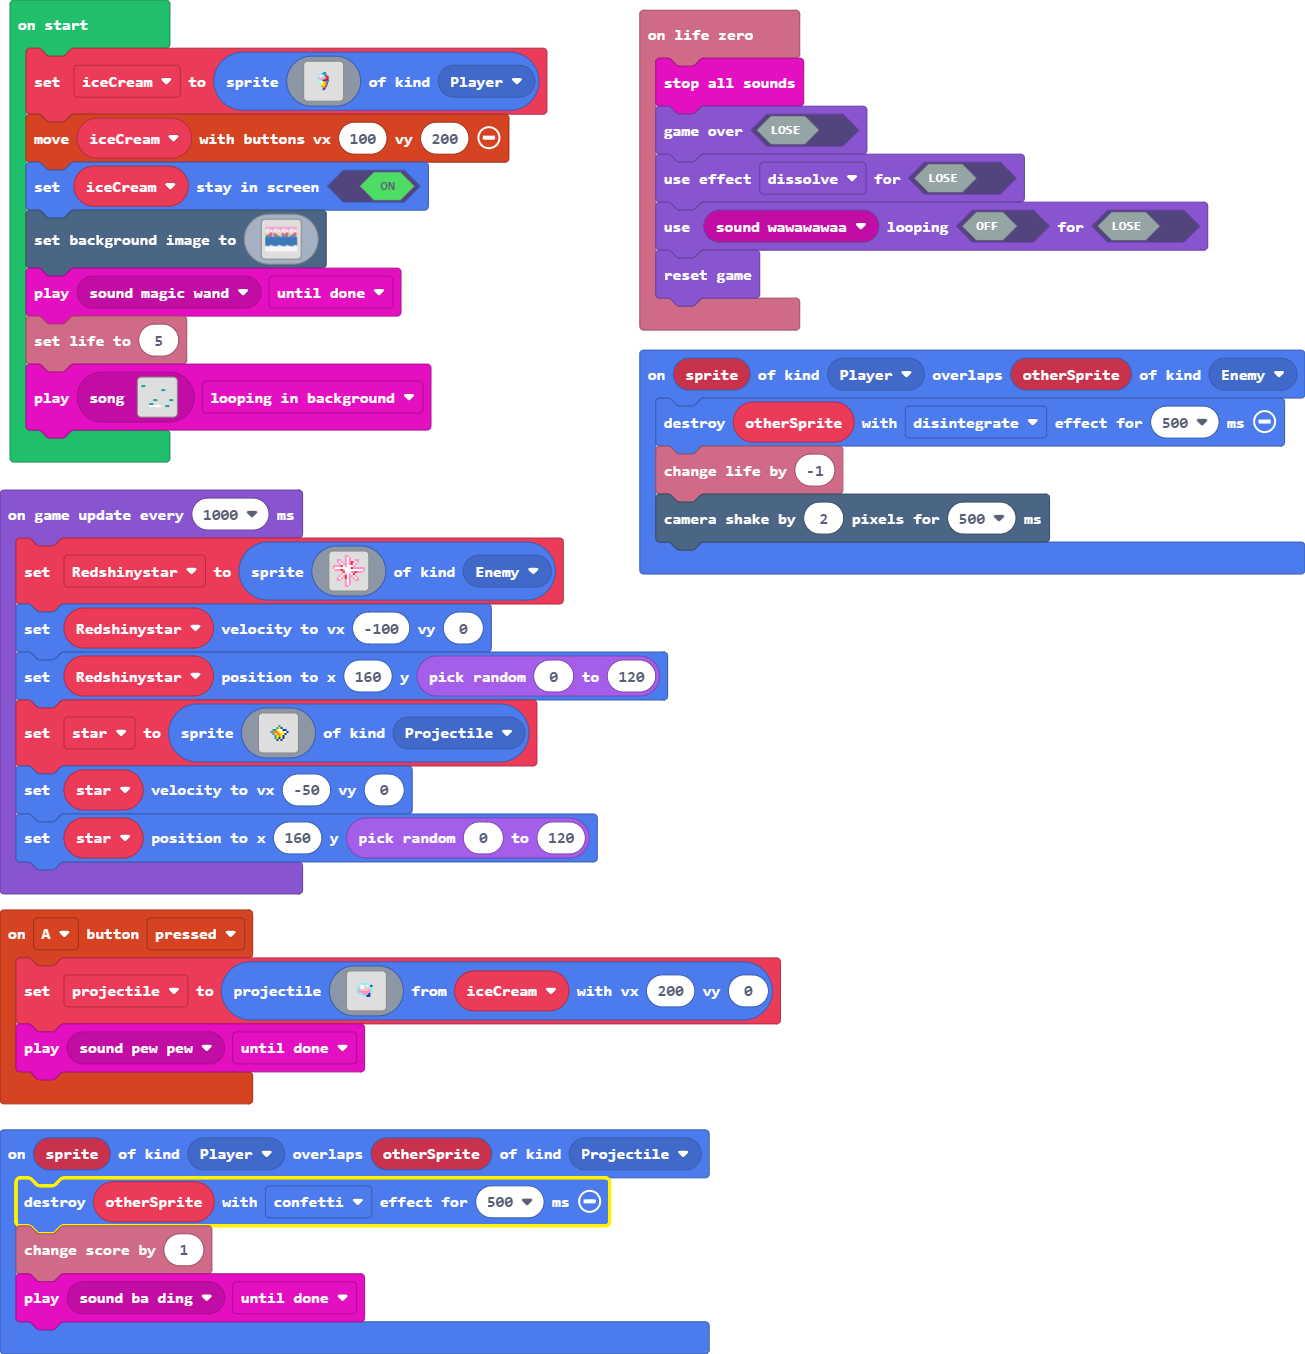 on start
set iceCream to sprite of kind Player
move iceCream with buttons vx 100 vy 200
set iceCream stay in screen ON
set background image to
play sound magic wand until done
set life to 5
play song looping in background
on game update every 1000 ms
set Redshinystar to sprite of kind Enemy
set Redshinystar velocity to vx -100 vy 0
set Redshinystar position to x 160 y pick random 0 to 120
set star to sprite of kind Projectile
set star velocity to vx -50 vy 0
set star position to x 160 y pick random 0 to 120
on A button pressed
set projectile to projectile from iceCream with vx 200 vy 0
play sound pew pew until done
on sprite of kind Player overlaps otherSprite of kind Projectile
destroy otherSprite with confetti effect for 500 ms
change score by 1
play sound ba ding until done
on life zero
stop all sounds
game over LOSE
use effect dissolve for LOSE
use sound wawawawaa looping OFF for LOSE
reset game
on sprite of kind Player overlaps otherSprite of kind Enemy
destroy otherSprite with disintegrate effect for 500 ms
change life by -1
camera shake by 2 pixels for 500 ms